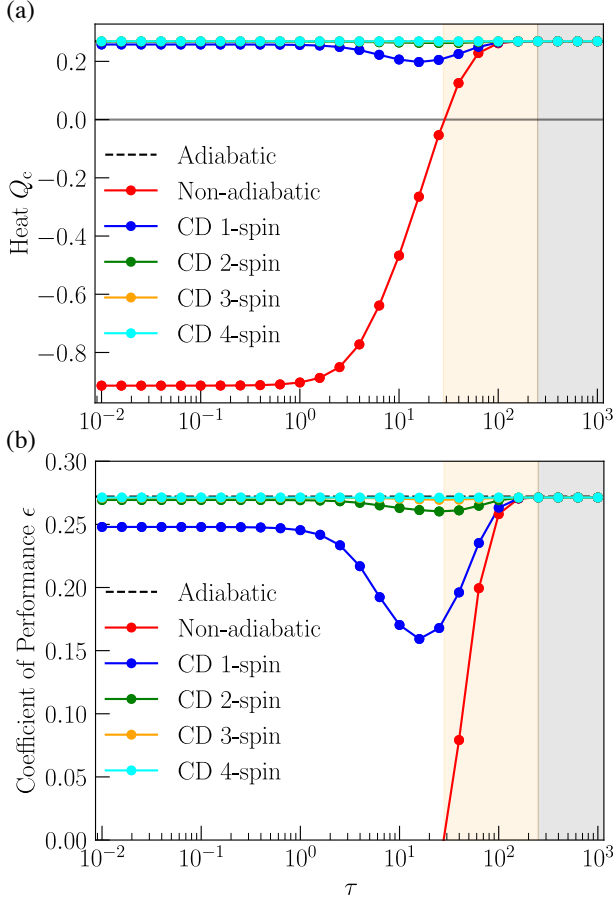 (a)
0.2
0.0
−0.2
−0.4
−0.6
−0.8
Heat Q_c
Adiabatic
Non-adiabatic
CD 1-spin
CD 2-spin
CD 3-spin
CD 4-spin
10^−2 10^−1 10^0 10^1 10^2 10^3
(b)
0.30
0.25
0.20
0.15
0.10
0.05
0.00
Coefficient of Performance ϵ
Adiabatic
Non-adiabatic
CD 1-spin
CD 2-spin
CD 3-spin
CD 4-spin
10^−2 10^−1 10^0 10^1 10^2 10^3
τ